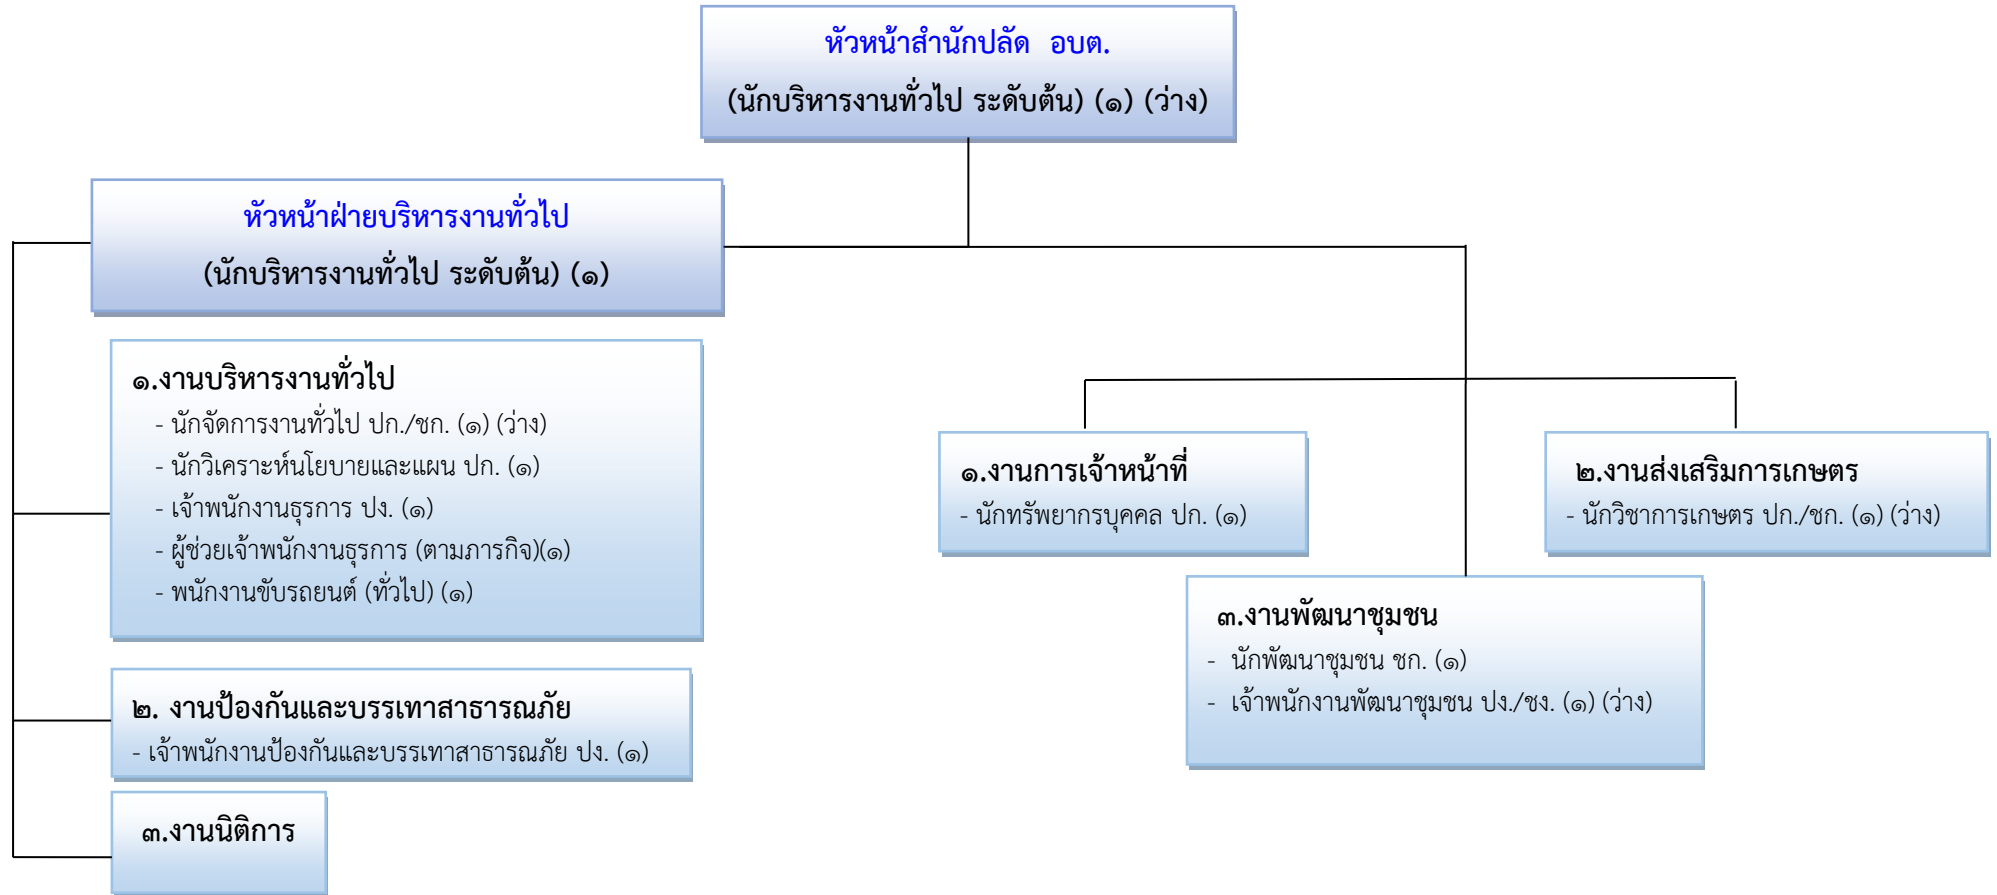 หัวหน้าสำนักปลัด อบต.
(นักบริหารงานทั่วไป ระดับต้น) (๑) (ว่าง)
หัวหน้าฝ่ายบริหารงานทั่วไป
(นักบริหารงานทั่วไป ระดับต้น) (๑)
๑.งานบริหารงานทั่วไป
- นักจัดการงานทั่วไป ปก./ชก. (๑) (ว่าง)
- นักวิเคราะห์นโยบายและแผน ปก. (๑)
- เจ้าพนักงานธุรการ ปง. (๑)
- ผู้ช่วยเจ้าพนักงานธุรการ (ตามภารกิจ)(๑)
- พนักงานขับรถยนต์ (ทั่วไป) (๑)
๒. งานป้องกันและบรรเทาสาธารณภัย
- เจ้าพนักงานป้องกันและบรรเทาสาธารณภัย ปง. (๑)
๓.งานนิติการ
๑.งานการเจ้าหน้าที่
- นักทรัพยากรบุคคล ปก. (๑)
๒.งานส่งเสริมการเกษตร
- นักวิชาการเกษตร ปก./ชก. (๑) (ว่าง)
๓.งานพัฒนาชุมชน
- นักพัฒนาชุมชน ชก. (๑)
- เจ้าพนักงานพัฒนาชุมชน ปง./ชง. (๑) (ว่าง)